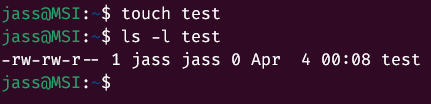 jass@MSI:~$ touch test
jass@MSI:~$ ls -l test
-rw-rw-r-- 1 jass jass 0 Apr  4 00:08 test
jass@MSI:~$